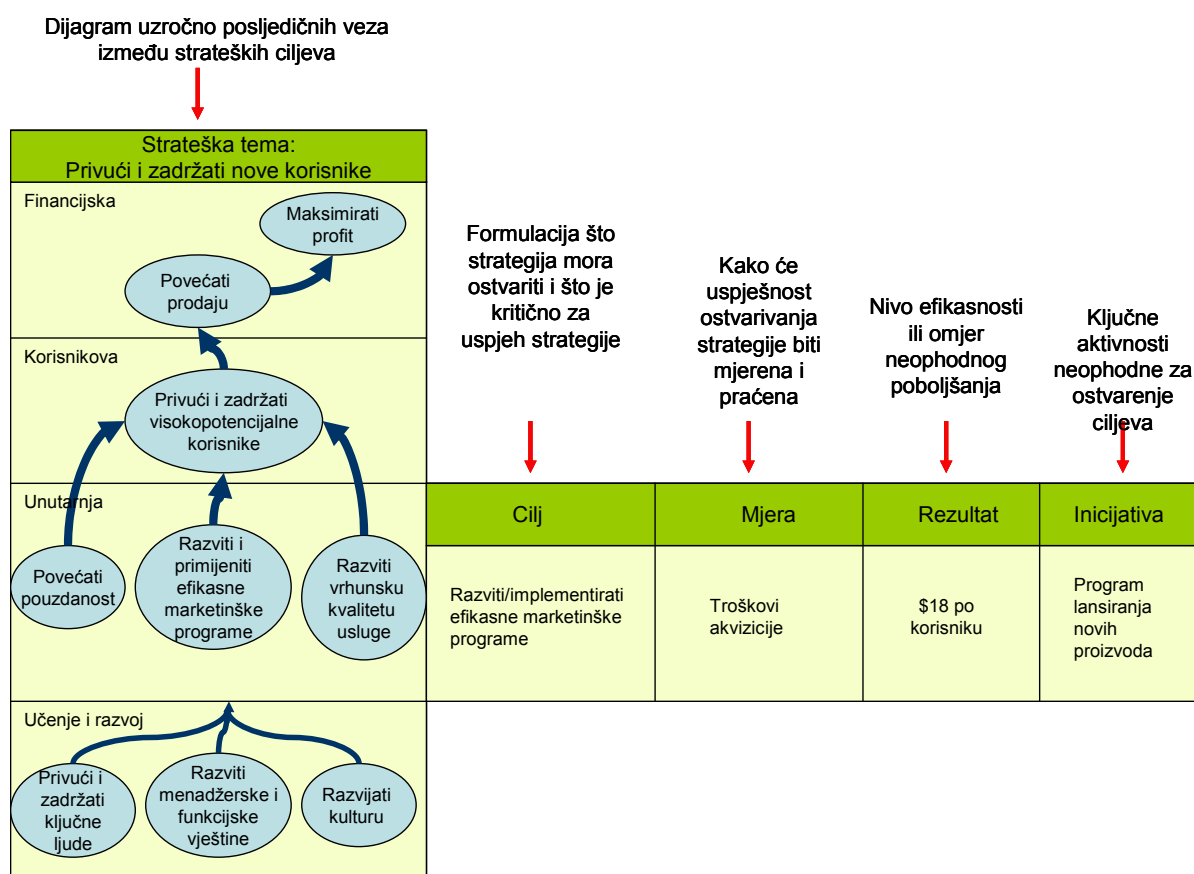 Dijagram uzročno posljedičnih veza
između strateških ciljeva
Strateška tema:
Privući i zadržati nove korisnike
Financijska
Maksimirati
profit
Povećati
prodaju
Korisnikova
Privući i zadržati
visokopotencijalne
korisnike
Unutarnja
Povećati
pouzdanost
Razviti i
primijeniti
efikasne
marketinške
programe
Razviti
vrhunsku
kvalitetu
usluge
Učenje i razvoj
Privući i
zadržati
ključne
ljude
Razviti
menadžerske i
funkcijske
vještine
Razvijati
kulturu
Formulacija što
strategija mora
ostvariti i što je
kritično za
uspjeh strategije
Kako će
uspješnost
ostvarivanja
strategije biti
mjerena i
praćena
Nivo efikasnosti
ili omjer
neophodnog
poboljšanja
Ključne
aktivnosti
neophodne za
ostvarenje
ciljeva
Cilj
Mjera
Rezultat
Inicijativa
Razviti/implementirati
efikasne marketinške
programe
Troškovi
akvizicije
$18 po
korisniku
Program
lansiranja
novih
proizvoda